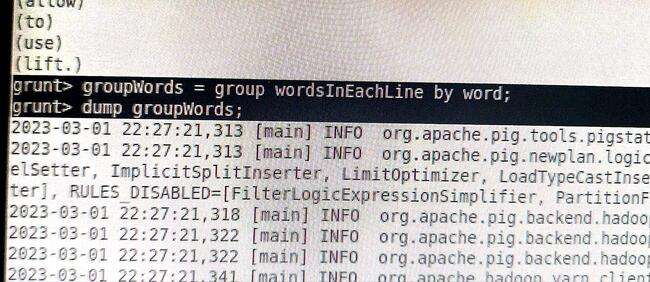 (allow)
(to)
(use)
(lift.)
grunt> groupWords = group wordsInEachLine by word;
grunt> dump groupWords;
2023-03-01 22:27:21,313 [main] INFO  org.apache.pig.tools.pigstat
2023-03-01 22:27:21,313 [main] INFO  org.apache.pig.newplan.logic
elSetter, ImplicitSplitInserter, LimitOptimizer, LoadTypeCastInse
ter], RULES_DISABLED=[FilterLogicExpressionSimplifier, PartitionF
2023-03-01 22:27:21,318 [main] INFO  org.apache.pig.backend.hadoop
2023-03-01 22:27:21,322 [main] INFO  org.apache.pig.backend.hadoop
2023-03-01 22:27:21,322 [main] INFO  org.apache.pig.backend.hadoop
2023-03-01 22:27:21,341 [main] INFO  org.apache.hadoop.yarn.client